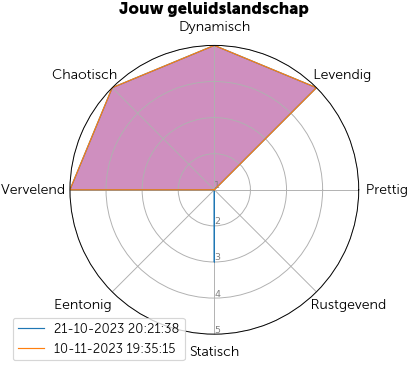 Jouw geluidslandschap
Dynamisch
Chaotisch
Levendig
Vervelend
Prettig
1
2
3
4
5
Eentonig
Rustgevend
Statisch
21-10-2023 20:21:38
10-11-2023 19:35:15